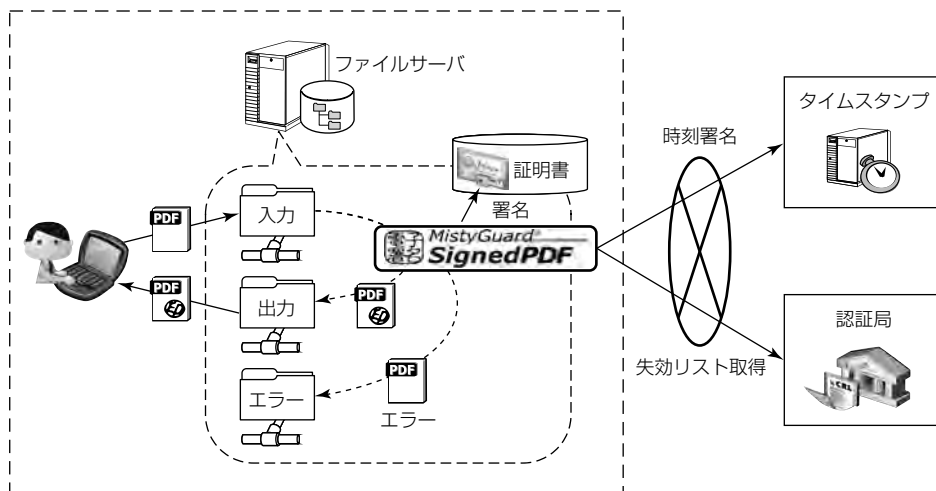 ファイルサーバ
タイムスタンプ
時刻署名
証明書
署名
PDF
入力
電子署名
MistyGuard®
SignedPDF
PDF
印
出力
PDF
印
認証局
PDF
失効リスト取得
エラー
エラー
CRL